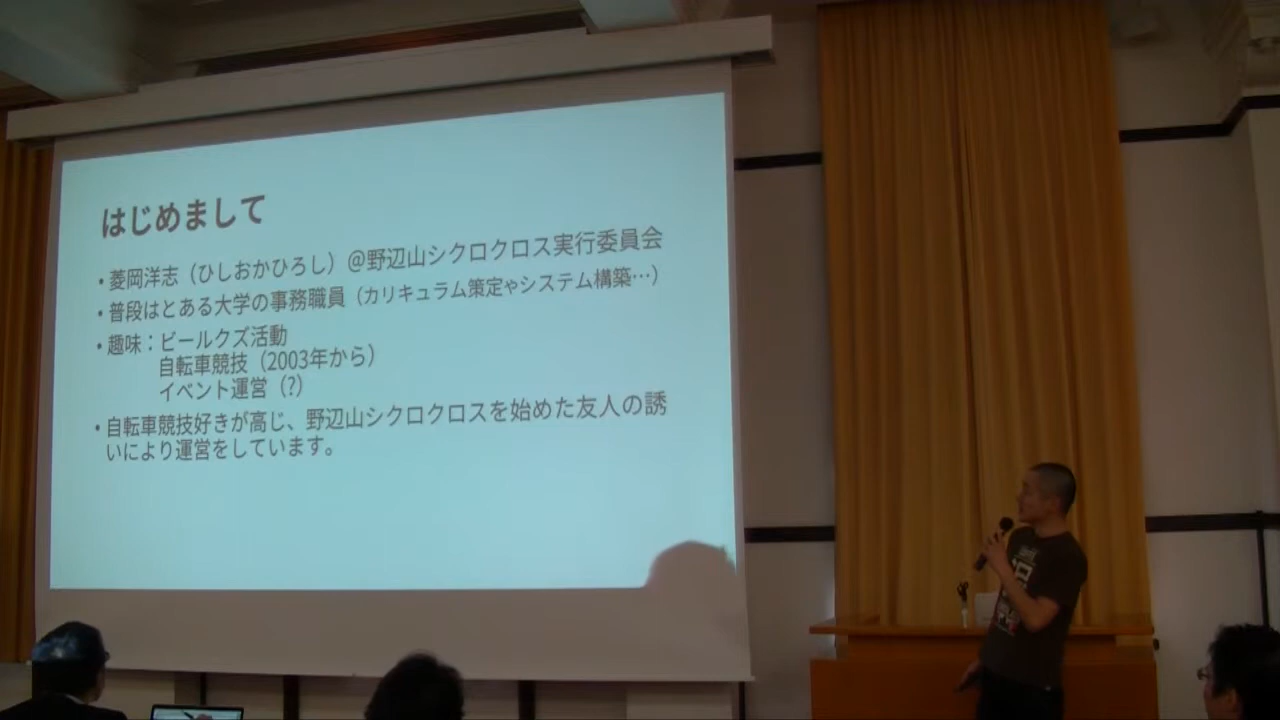 はじめまして
・菱岡洋志（ひしおかひろし）@野辺山シクロクロス実行委員会
・普段はとある大学の事務職員（カリキュラム策定やシステム構築…）
・趣味：ビールクズ活動
自転車競技（2003年から）
イベント運営（?）
・自転車競技好きが高じ、野辺山シクロクロスを始めた友人の誘
いにより運営をしています。